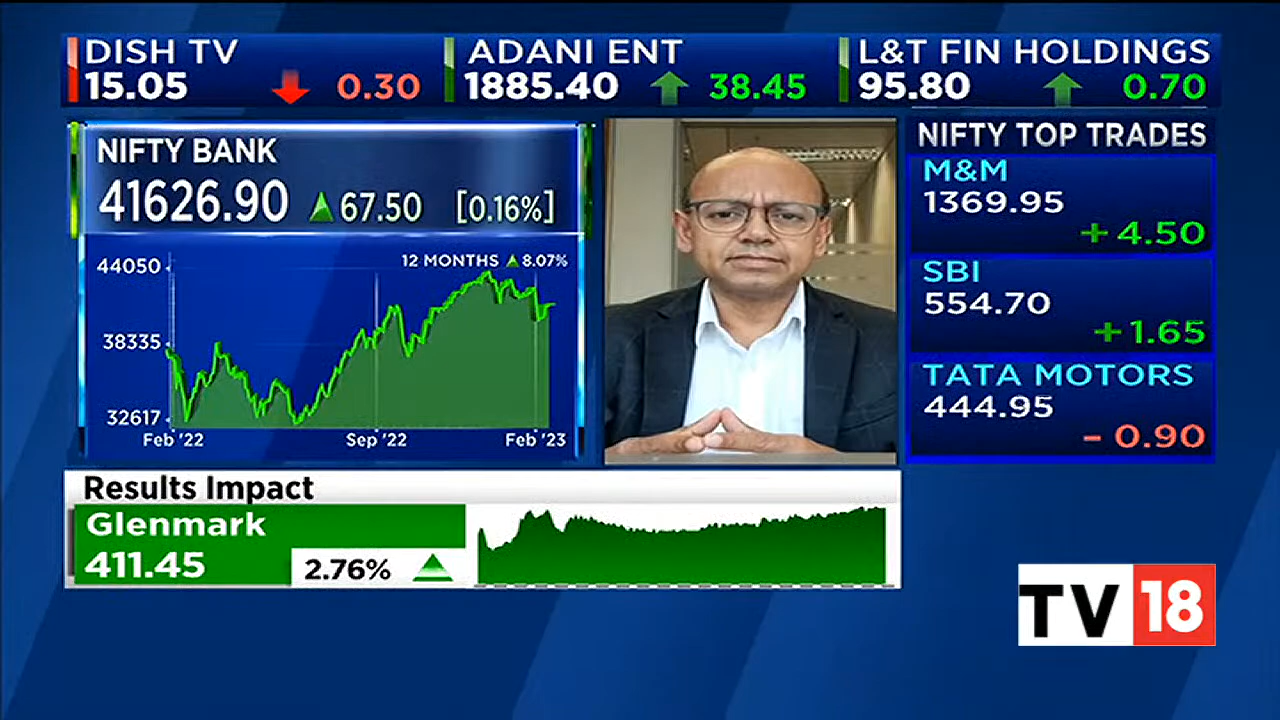 DISH TV
15.05 0.30
ADANI ENT
1885.40 38.45
L&T FIN HOLDINGS
95.80 0.70
NIFTY BANK
41626.90 67.50 [0.16%]
12 MONTHS 8.07%
44050
38335
32617
Feb '22 Sep '22 Feb '23
NIFTY TOP TRADES
M&M
1369.95
+ 4.50
SBI
554.70
+ 1.65
TATA MOTORS
444.95
- 0.90
Results Impact
Glenmark
411.45 2.76%
TV 18